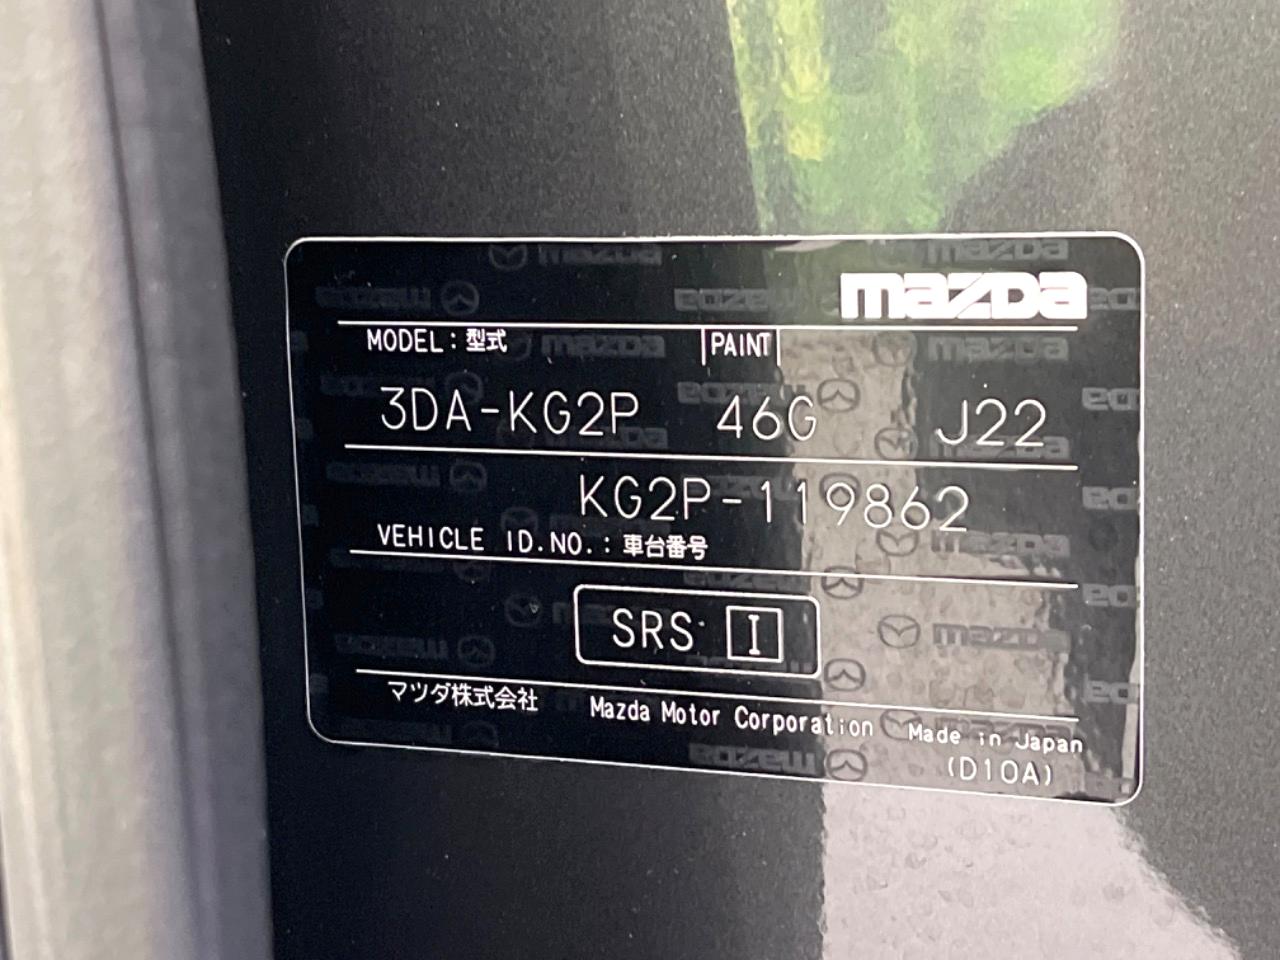 mazda
MODEL：型式 PAINT
3DA-KG2P 46G J22
KG2P-119862
VEHICLE ID.NO.：車台番号
SRS I
マツダ株式会社 Mazda Motor Corporation Made in Japan
(D10A)